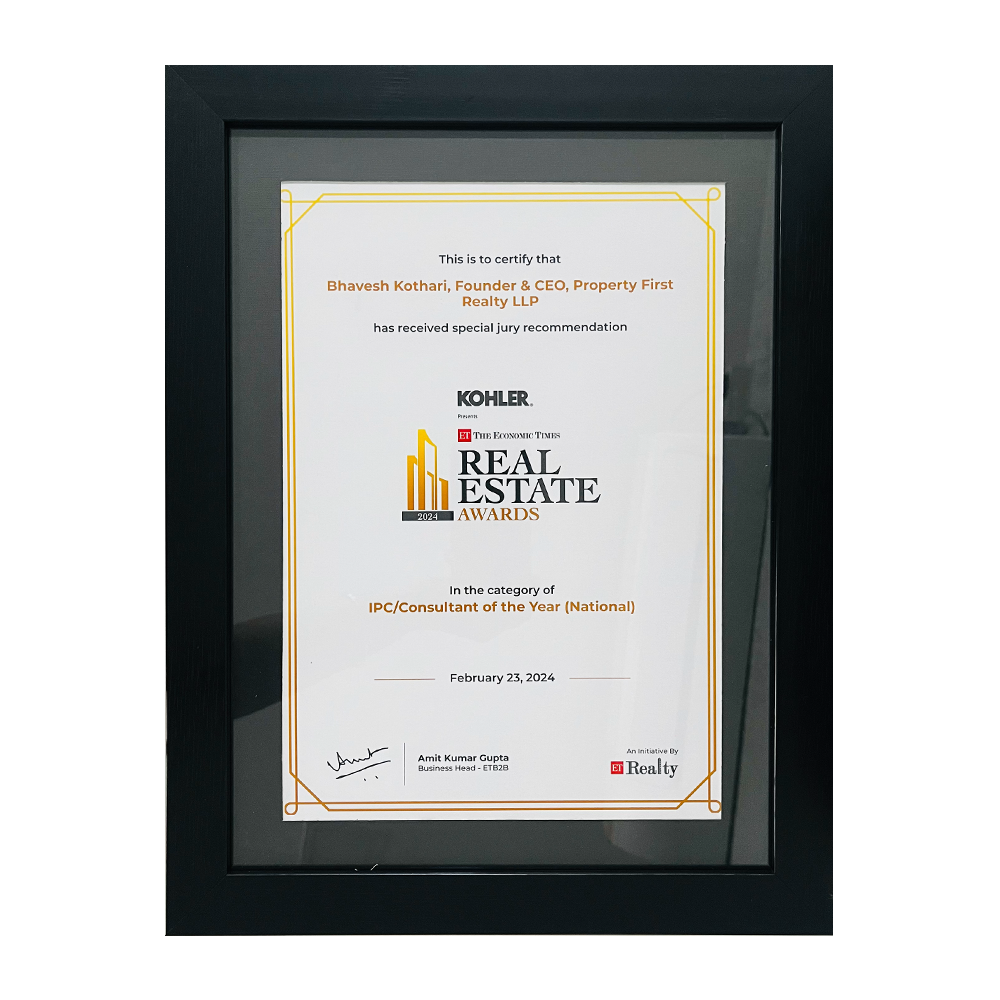 This is to certify that
Bhavesh Kothari, Founder & CEO, Property First
Realty LLP
has received special jury recommendation
KOHLER.
Presents
ET THE ECONOMIC TIMES
REAL
ESTATE
2024 AWARDS
In the category of
IPC/Consultant of the Year (National)
February 23, 2024
Amit
Amit Kumar Gupta
Business Head - ETB2B
An Initiative By
ET Realty